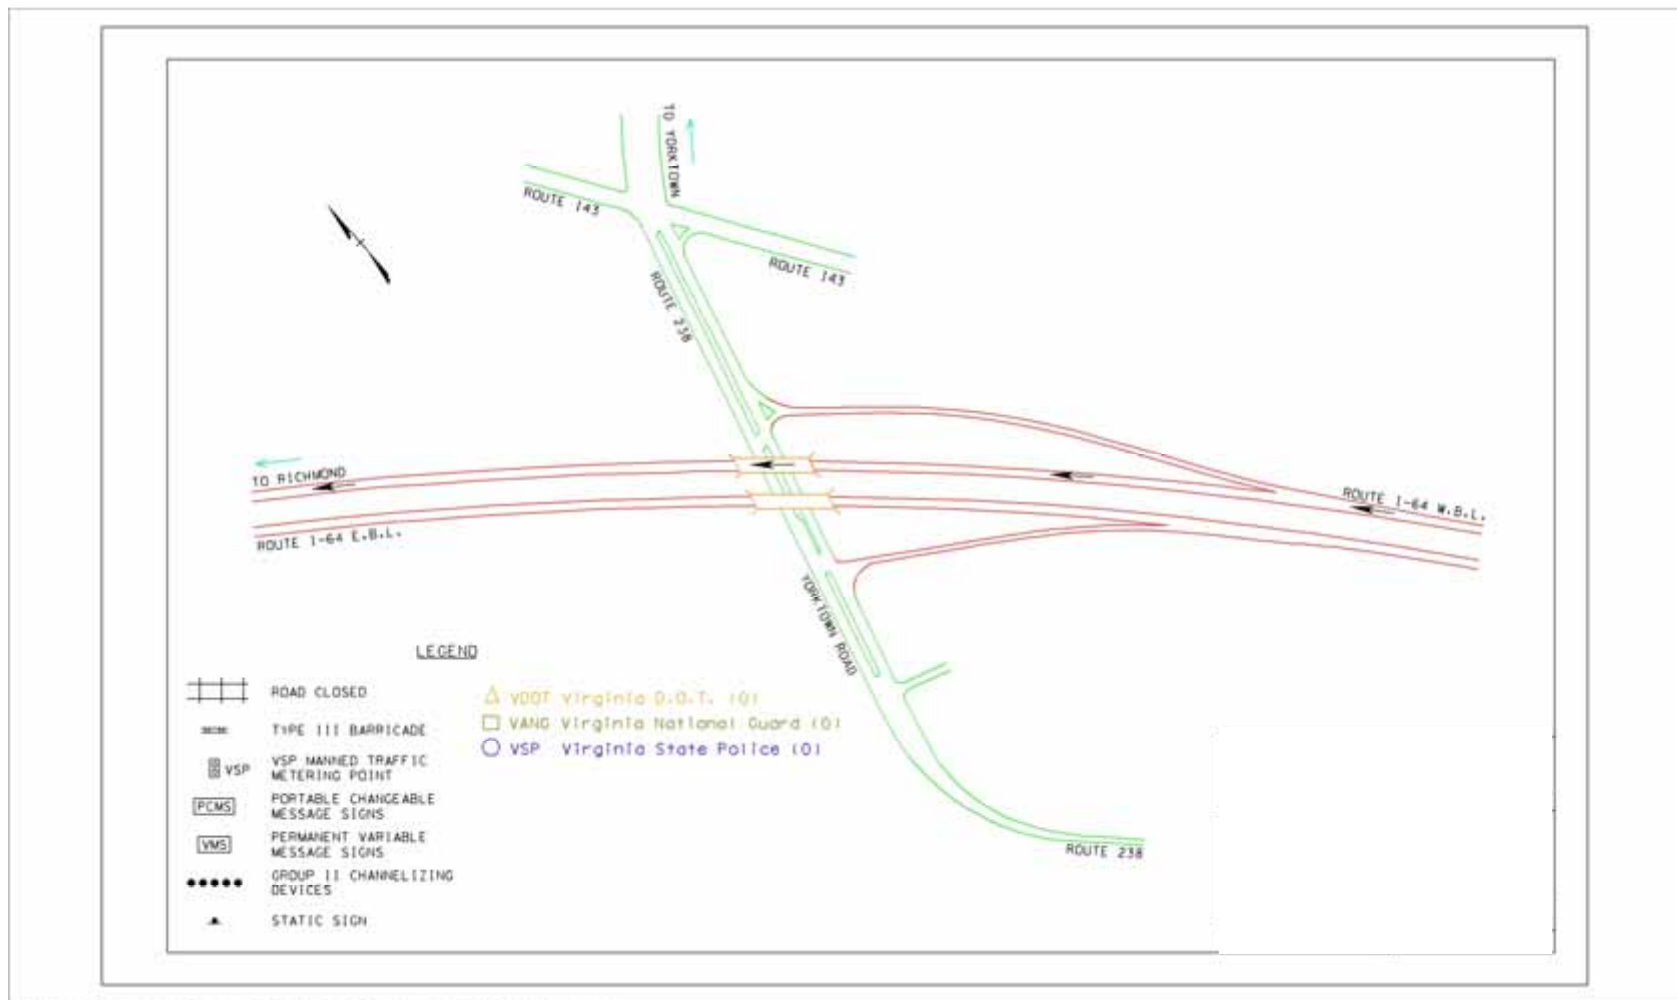 TO YORKTOWN
ROUTE 143
ROUTE 143
ROUTE 238
TO RICHMOND
ROUTE I-64 W.B.L.
ROUTE I-64 E.B.L.
YORKTOWN ROAD
LEGEND
ROAD CLOSED
TYPE III BARRICADE
VSP
VSP MANNED TRAFFIC
METERING POINT
PCMS
PORTABLE CHANGEABLE
MESSAGE SIGNS
VMS
PERMANENT VARIABLE
MESSAGE SIGNS
GROUP II CHANNELIZING
DEVICES
STATIC SIGN
VDOT Virginia D.O.T. (0)
VANG Virginia National Guard (0)
VSP Virginia State Police (0)
ROUTE 238